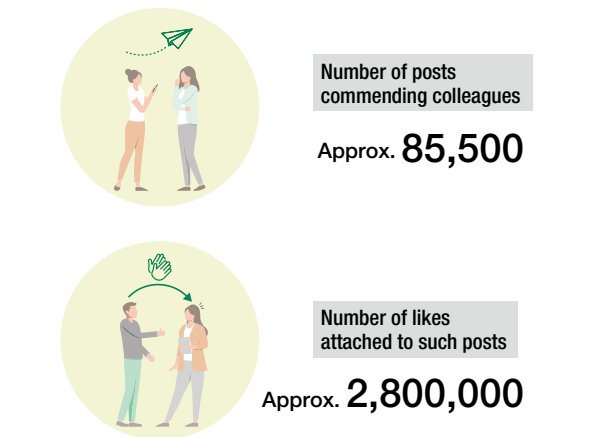 Number of posts
commending colleagues
Approx. 85,500
Number of likes
attached to such posts
Approx. 2,800,000